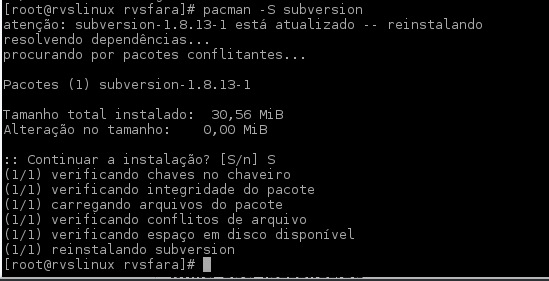 [root@rvslinux rvsfara]# pacman -S subversion
atenção: subversion-1.8.13-1 está atualizado -- reinstalando
resolvendo dependências...
procurando por pacotes conflitantes...
Pacotes (1) subversion-1.8.13-1
Tamanho total instalado:  30,56 MiB
Alteração no tamanho:    0,00 MiB
:: Continuar a instalação? [S/n] S
(1/1) verificando chaves no chaveiro
(1/1) verificando integridade do pacote
(1/1) carregando arquivos do pacote
(1/1) verificando conflitos de arquivo
(1/1) verificando espaço em disco disponível
(1/1) reinstalando subversion
[root@rvslinux rvsfara]#